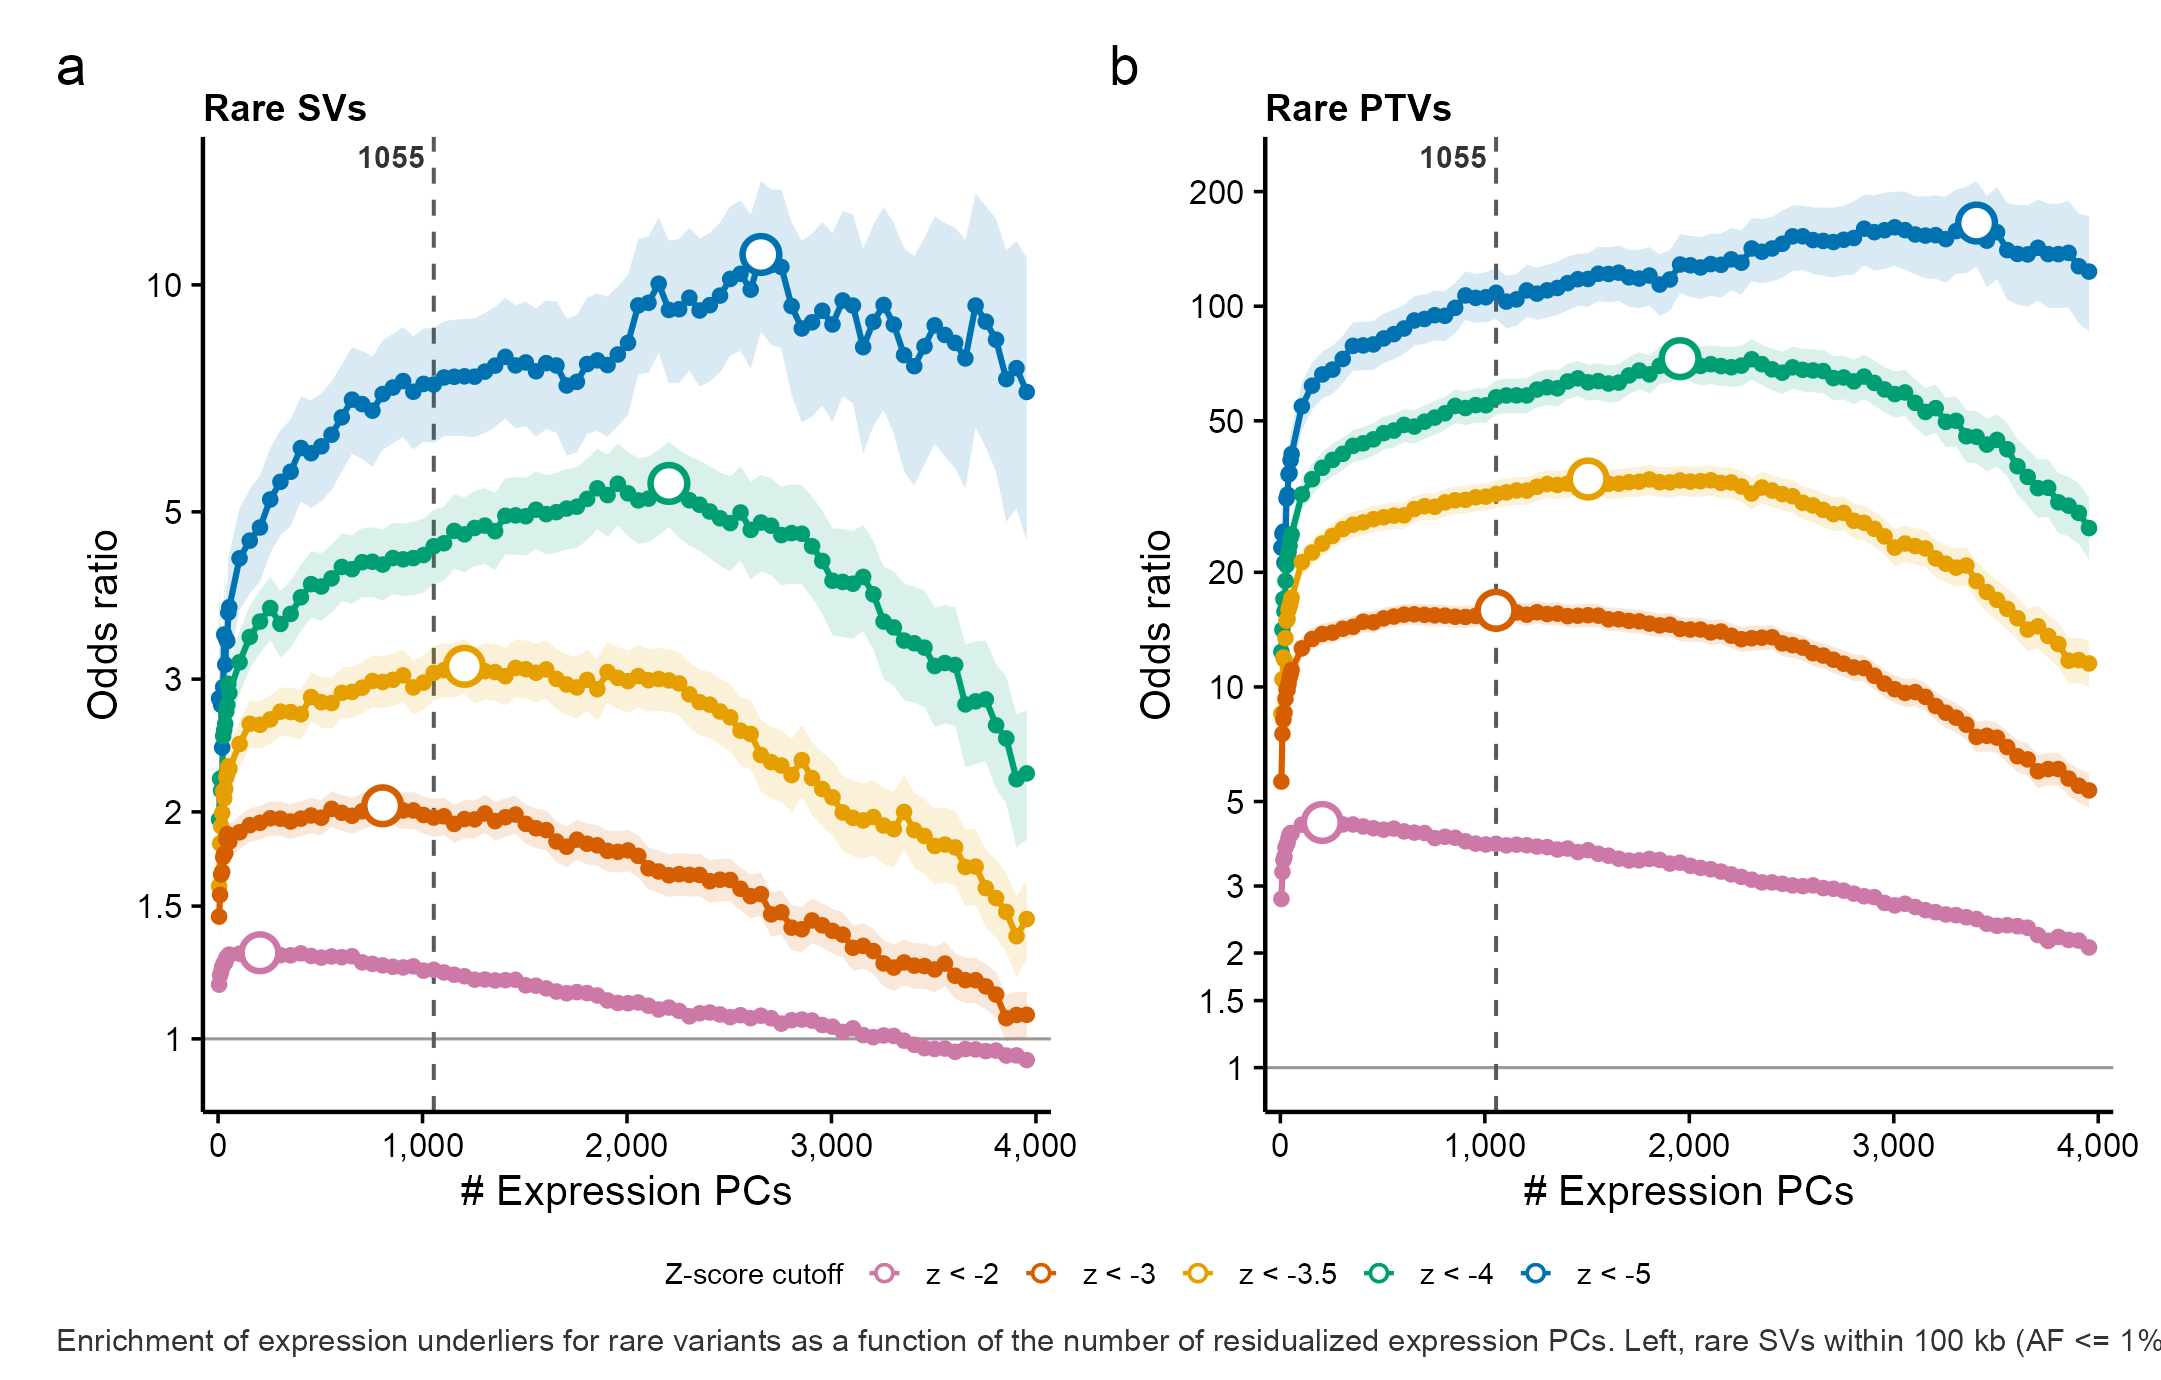 a
Rare SVs
1055
10
5
3
2
1.5
1
Odds ratio
0 1,000 2,000 3,000 4,000
# Expression PCs
b
Rare PTVs
1055
200
100
50
20
10
5
3
2
1.5
1
Odds ratio
0 1,000 2,000 3,000 4,000
# Expression PCs
Z-score cutoff z < -2 z < -3 z < -3.5 z < -4 z < -5
Enrichment of expression underliers for rare variants as a function of the number of residualized expression PCs. Left, rare SVs within 100 kb (AF <= 1%